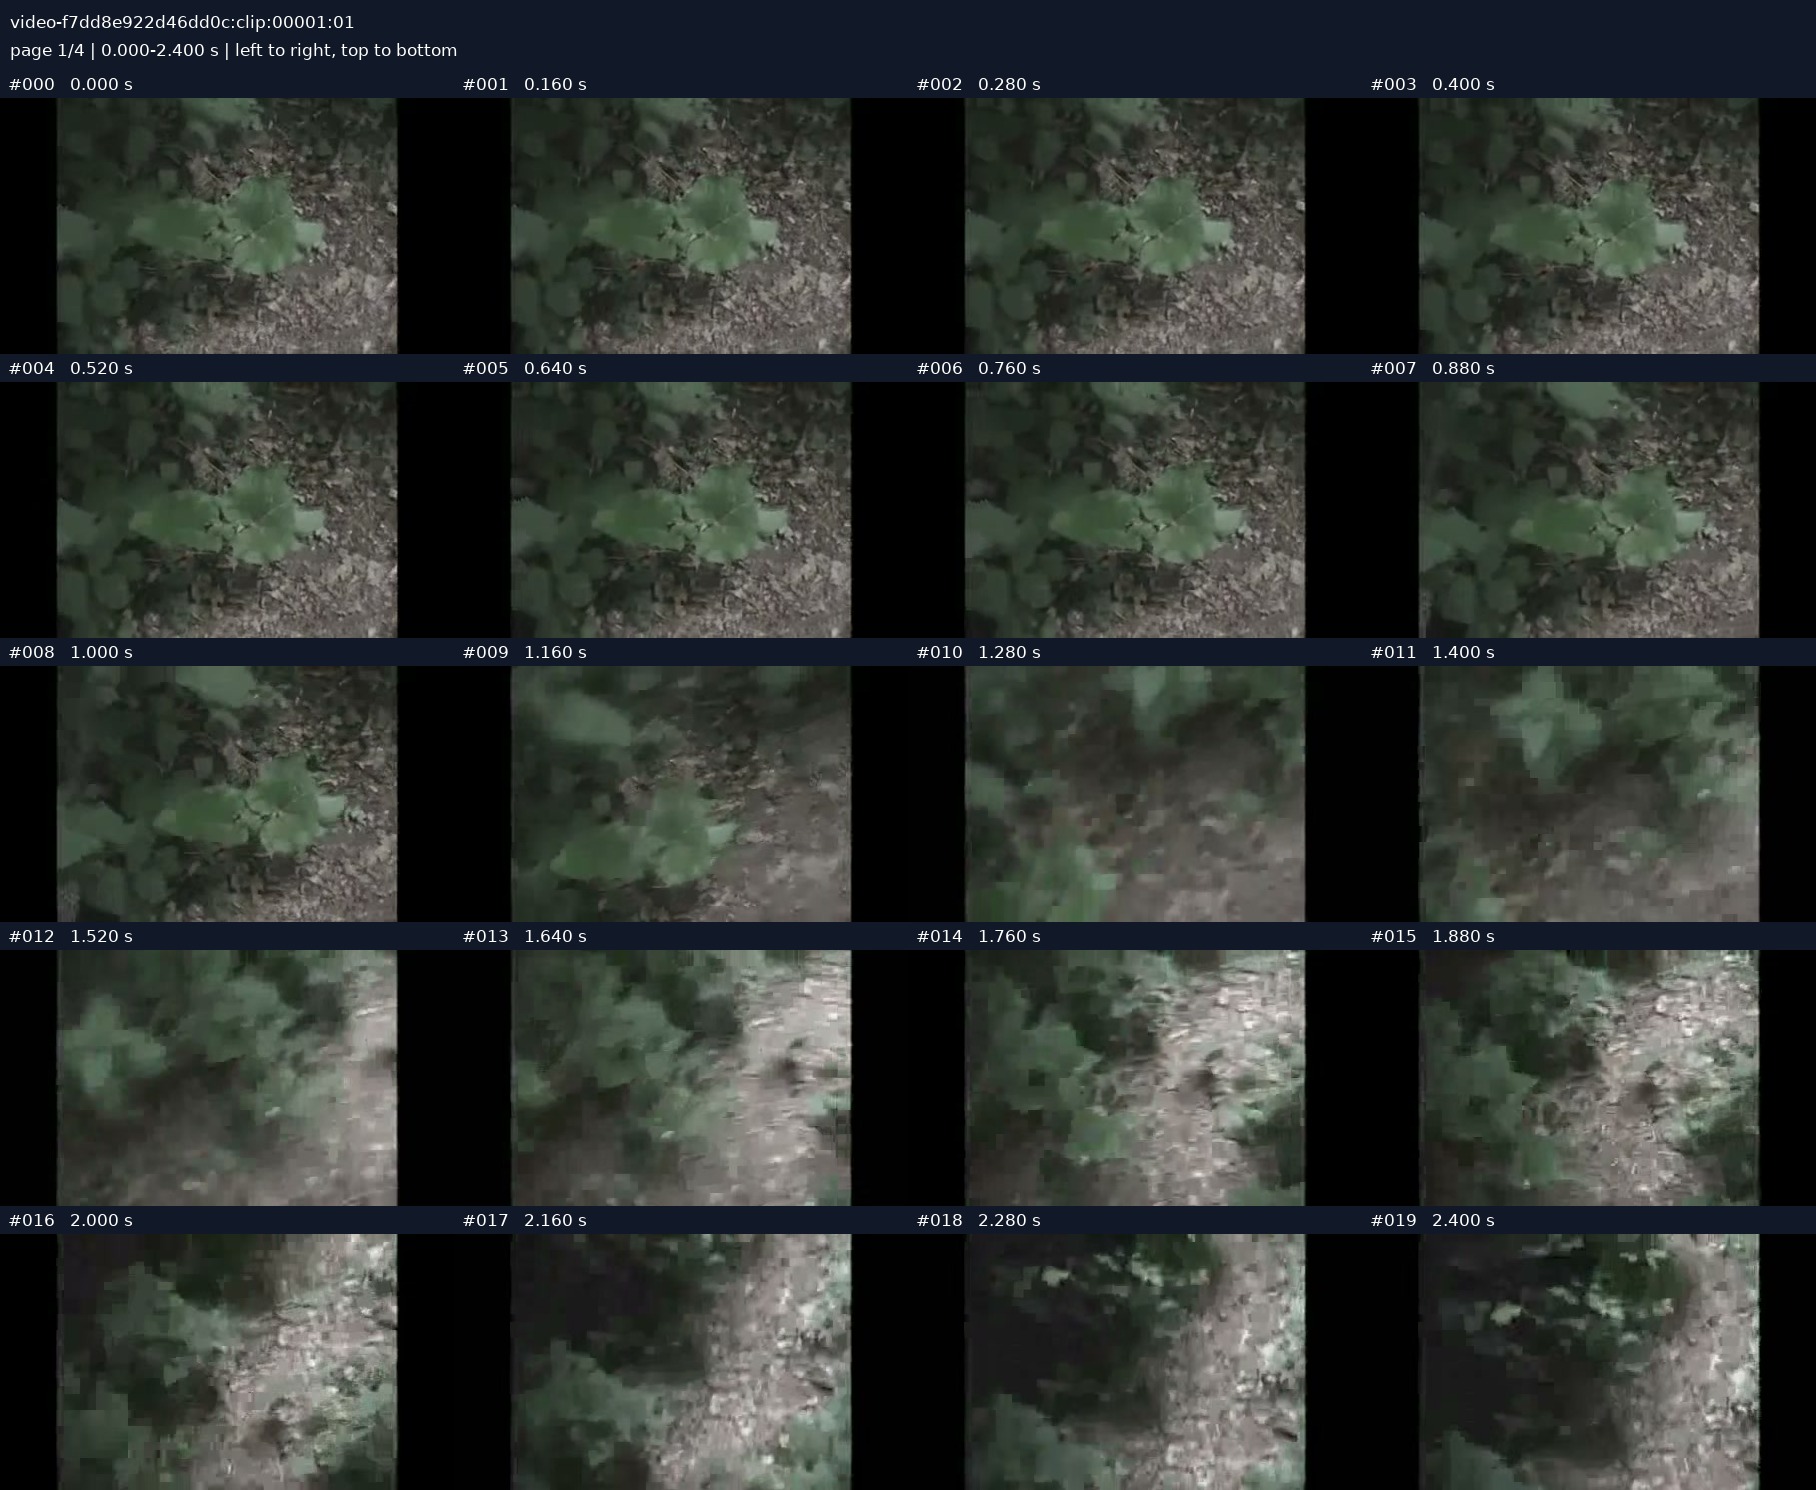 video-f7dd8e922d46dd0c:clip:00001:01
page 1/4 | 0.000-2.400 s | left to right, top to bottom
#000 0.000 s
#001 0.160 s
#002 0.280 s
#003 0.400 s
#004 0.520 s
#005 0.640 s
#006 0.760 s
#007 0.880 s
#008 1.000 s
#009 1.160 s
#010 1.280 s
#011 1.400 s
#012 1.520 s
#013 1.640 s
#014 1.760 s
#015 1.880 s
#016 2.000 s
#017 2.160 s
#018 2.280 s
#019 2.400 s